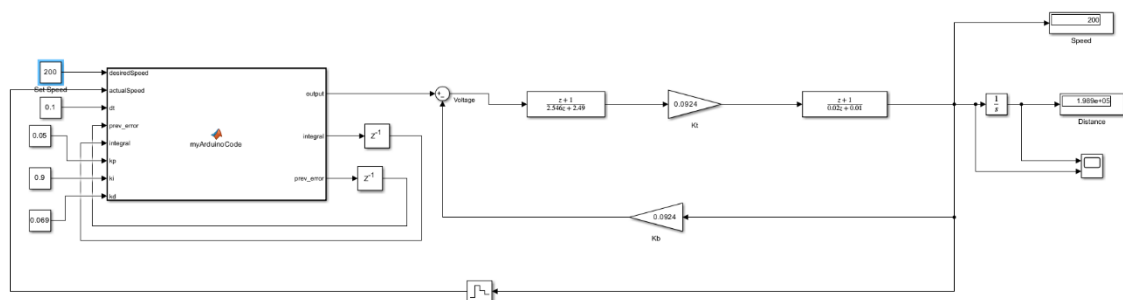 200
Set Speed
0.1
0.05
0.9
0.069
desiredSpeed
actualSpeed
dt
prev_error
integral
kp
ki
kd
myArduinoCode
output
integral
prev_error
z-1
z-1
Voltage
z + 1
2.546z + 2.49
0.0924
Kt
z + 1
0.02z + 0.01
0.0924
Kb
200
Speed
1
s
1.989e+05
Distance